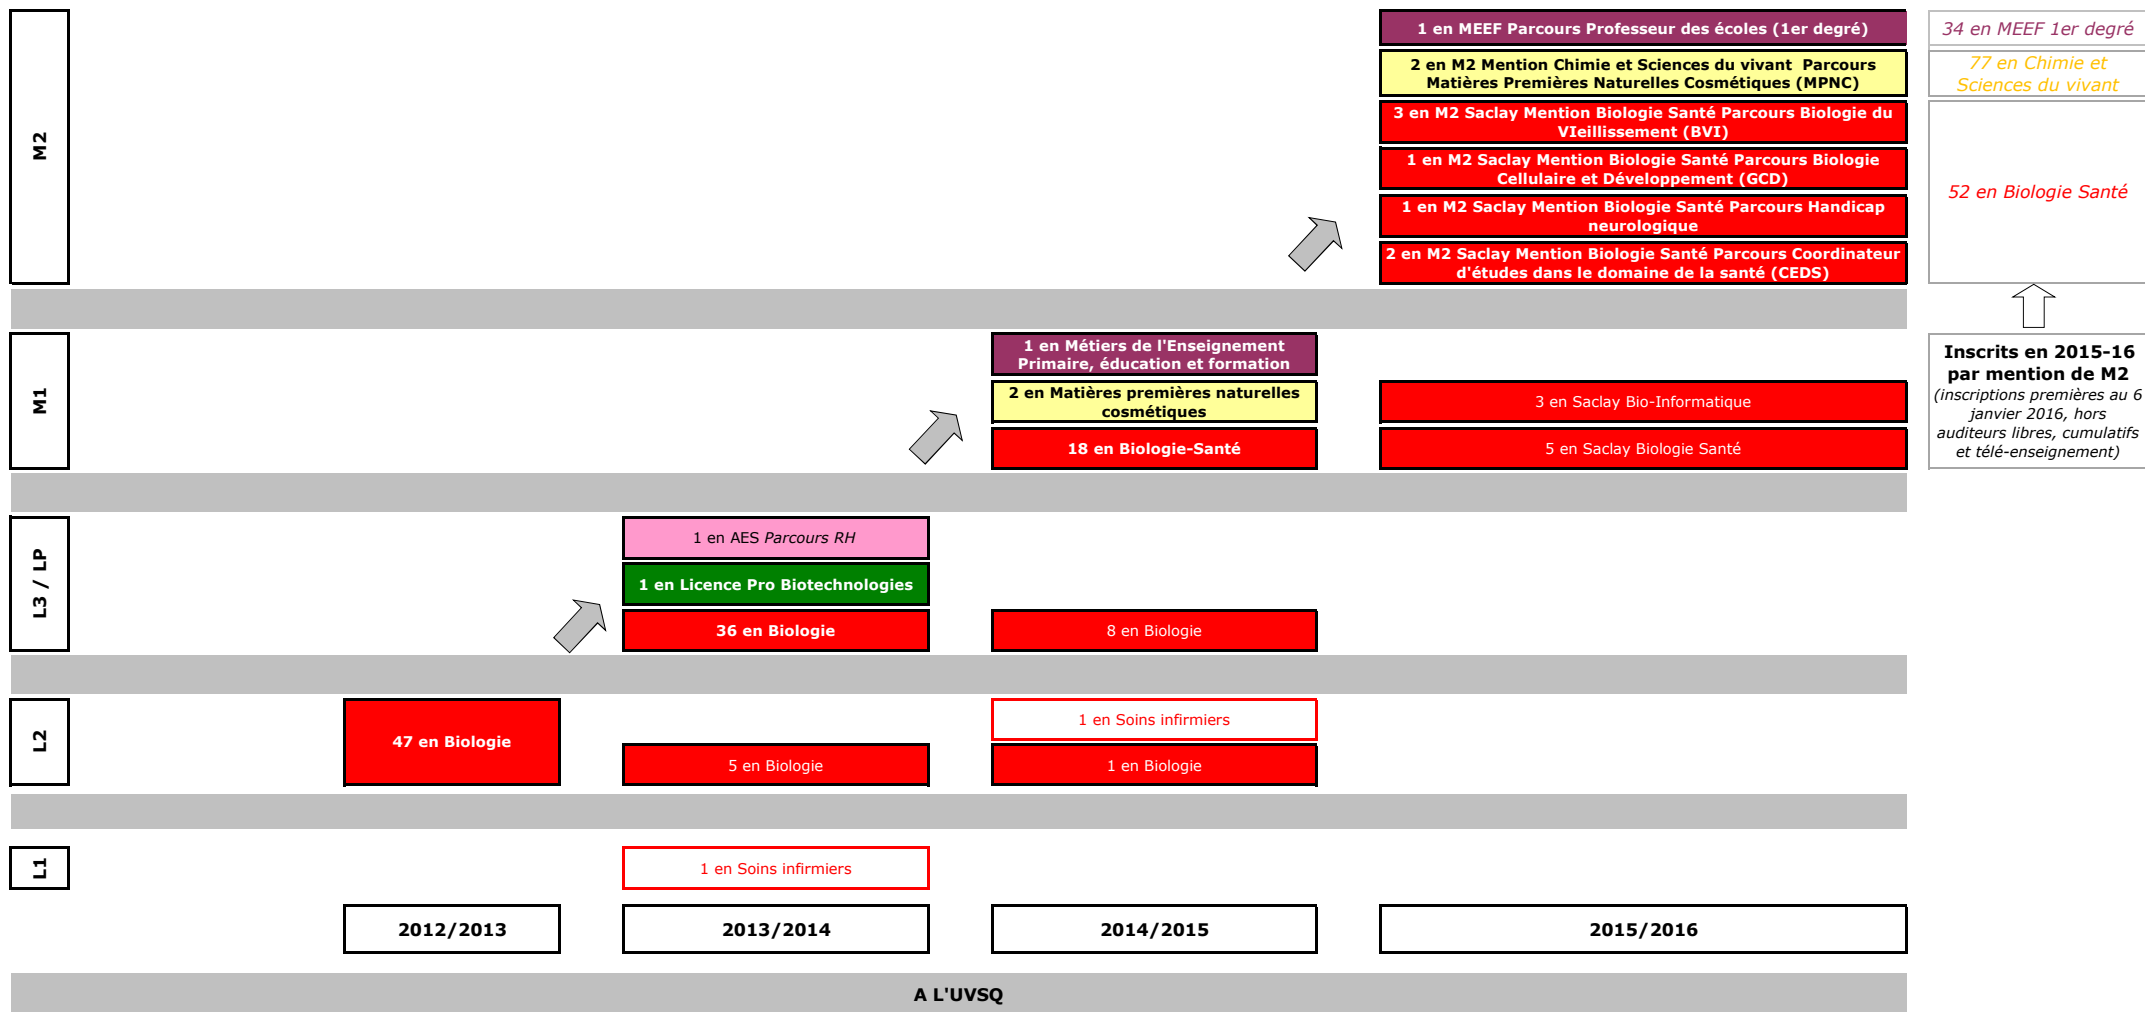 M2
1 en MEEF Parcours Professeur des écoles (1er degré)
2 en M2 Mention Chimie et Sciences du vivant  Parcours
Matières Premières Naturelles Cosmétiques (MPNC)
3 en M2 Saclay Mention Biologie Santé Parcours Biologie du
VIeillissement (BVI)
1 en M2 Saclay Mention Biologie Santé Parcours Biologie
Cellulaire et Développement (GCD)
1 en M2 Saclay Mention Biologie Santé Parcours Handicap
neurologique
2 en M2 Saclay Mention Biologie Santé Parcours Coordinateur
d'études dans le domaine de la santé (CEDS)
34 en MEEF 1er degré
77 en Chimie et
Sciences du vivant
52 en Biologie Santé
M1
1 en Métiers de l'Enseignement
Primaire, éducation et formation
2 en Matières premières naturelles
cosmétiques
18 en Biologie-Santé
3 en Saclay Bio-Informatique
5 en Saclay Biologie Santé
Inscrits en 2015-16
par mention de M2
(inscriptions premières au 6
janvier 2016, hors
auditeurs libres, cumulatifs
et télé-enseignement)
L3 / LP
1 en AES Parcours RH
1 en Licence Pro Biotechnologies
36 en Biologie
8 en Biologie
L2
47 en Biologie
5 en Biologie
1 en Soins infirmiers
1 en Biologie
L1
1 en Soins infirmiers
2012/2013
2013/2014
2014/2015
2015/2016
A L'UVSQ